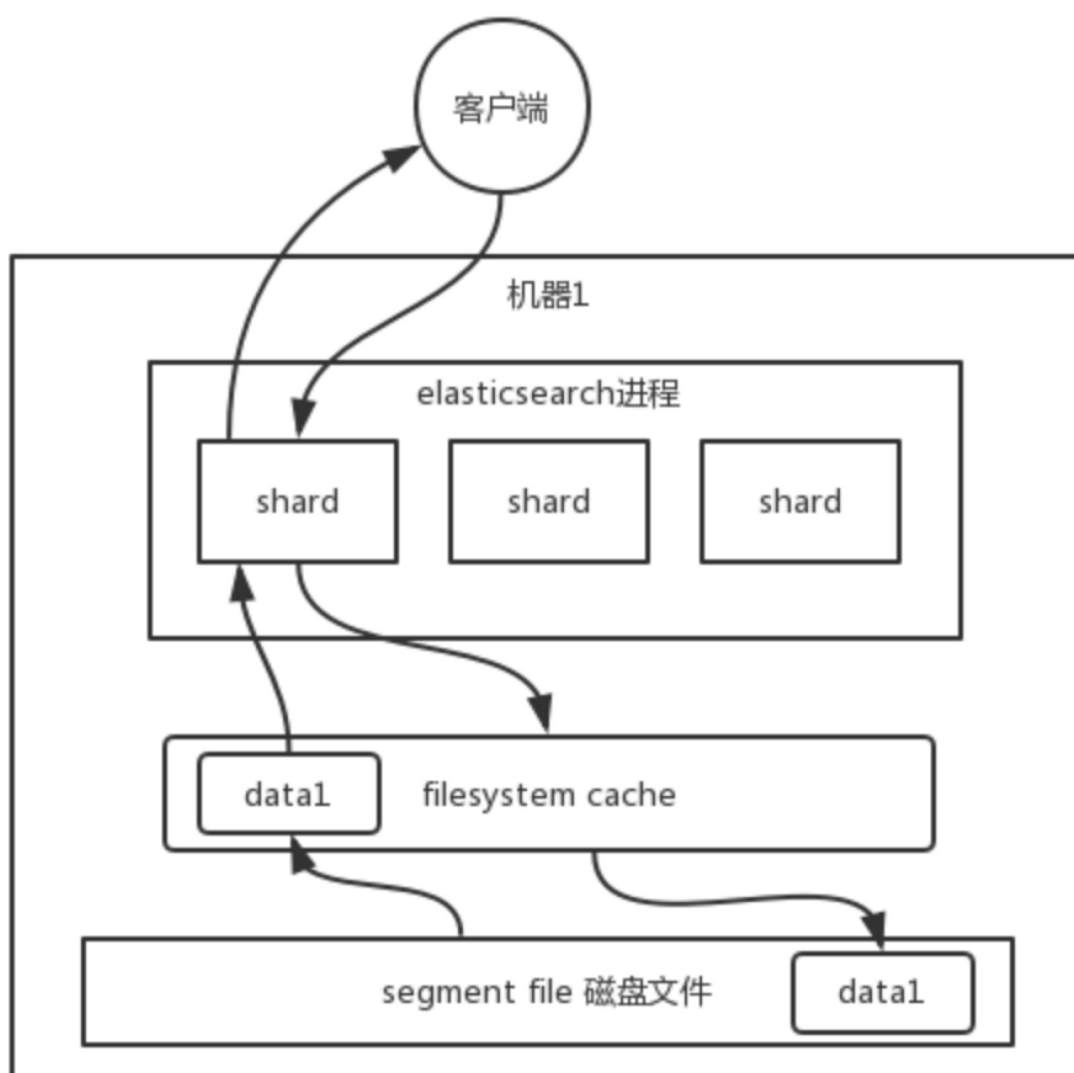 客户端
机器1
elasticsearch进程
shard
shard
shard
data1
filesystem cache
segment file 磁盘文件
data1